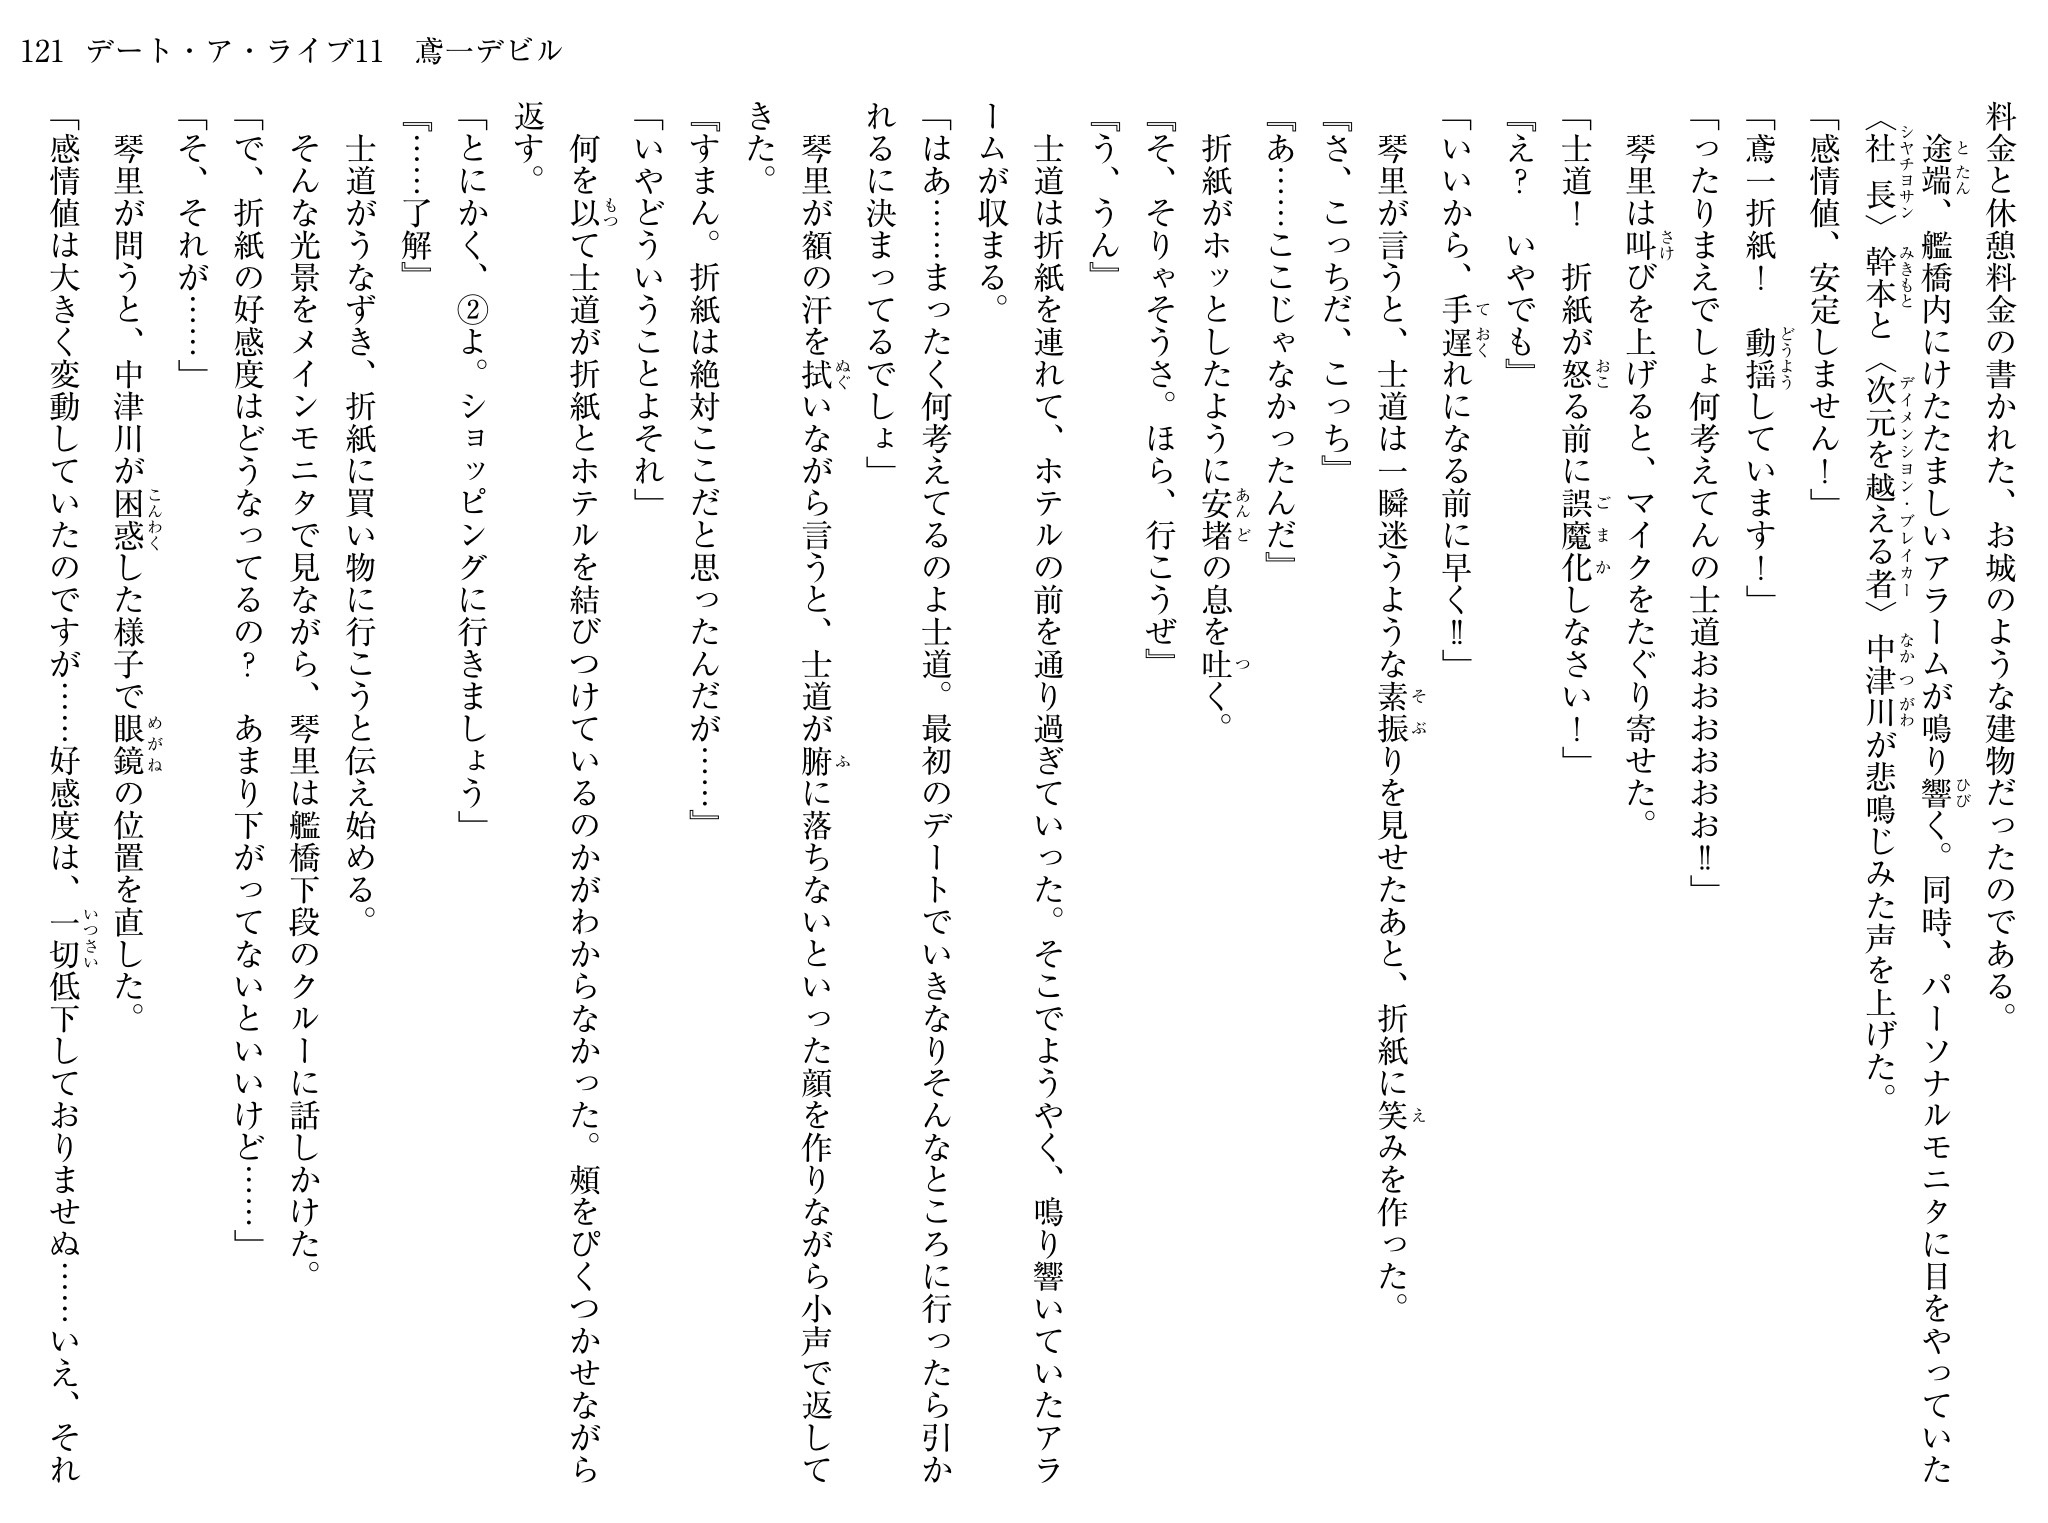 121 デート・ア・ライブ11　鳶一デビル
料金と休憩料金の書かれた、お城のような建物だったのである。
　途端、艦橋内にけたたましいアラームが鳴り響く。同時、パーソナルモニタに目をやっていた
〈社長〉幹本と〈次元を越える者〉中津川が悲鳴じみた声を上げた。
「感情値、安定しません！」
「鳶一折紙！　動揺しています！」
「ったりまえでしょ何考えてんの士道おおおおおおお‼」
　琴里は叫びを上げると、マイクをたぐり寄せた。
「士道！　折紙が怒る前に誤魔化しなさい！」
『え？　いやでも』
「いいから、手遅れになる前に早く‼」
　琴里が言うと、士道は一瞬迷うような素振りを見せたあと、折紙に笑みを作った。
『さ、こっちだ、こっち』
『あ……ここじゃなかったんだ』
　折紙がホッとしたように安堵の息を吐く。
『そ、そりゃそうさ。ほら、行こうぜ』
『う、うん』
　士道は折紙を連れて、ホテルの前を通り過ぎていった。そこでようやく、鳴り響いていたアラ
ームが収まる。
「はあ……まったく何考えてるのよ士道。最初のデートでいきなりそんなところに行ったら引か
れるに決まってるでしょ」
　琴里が額の汗を拭いながら言うと、士道が腑に落ちないといった顔を作りながら小声で返して
きた。
『すまん。折紙は絶対ここだと思ったんだが……』
「いやどういうことよそれ」
　何を以て士道が折紙とホテルを結びつけているのかがわからなかった。頰をぴくつかせながら
返す。
「とにかく、②よ。ショッピングに行きましょう」
『……了解』
　士道がうなずき、折紙に買い物に行こうと伝え始める。
　そんな光景をメインモニタで見ながら、琴里は艦橋下段のクルーに話しかけた。
「で、折紙の好感度はどうなってるの？　あまり下がってないといいけど……」
「そ、それが……」
　琴里が問うと、中津川が困惑した様子で眼鏡の位置を直した。
「感情値は大きく変動していたのですが……好感度は、一切低下しておりませぬ……いえ、それ